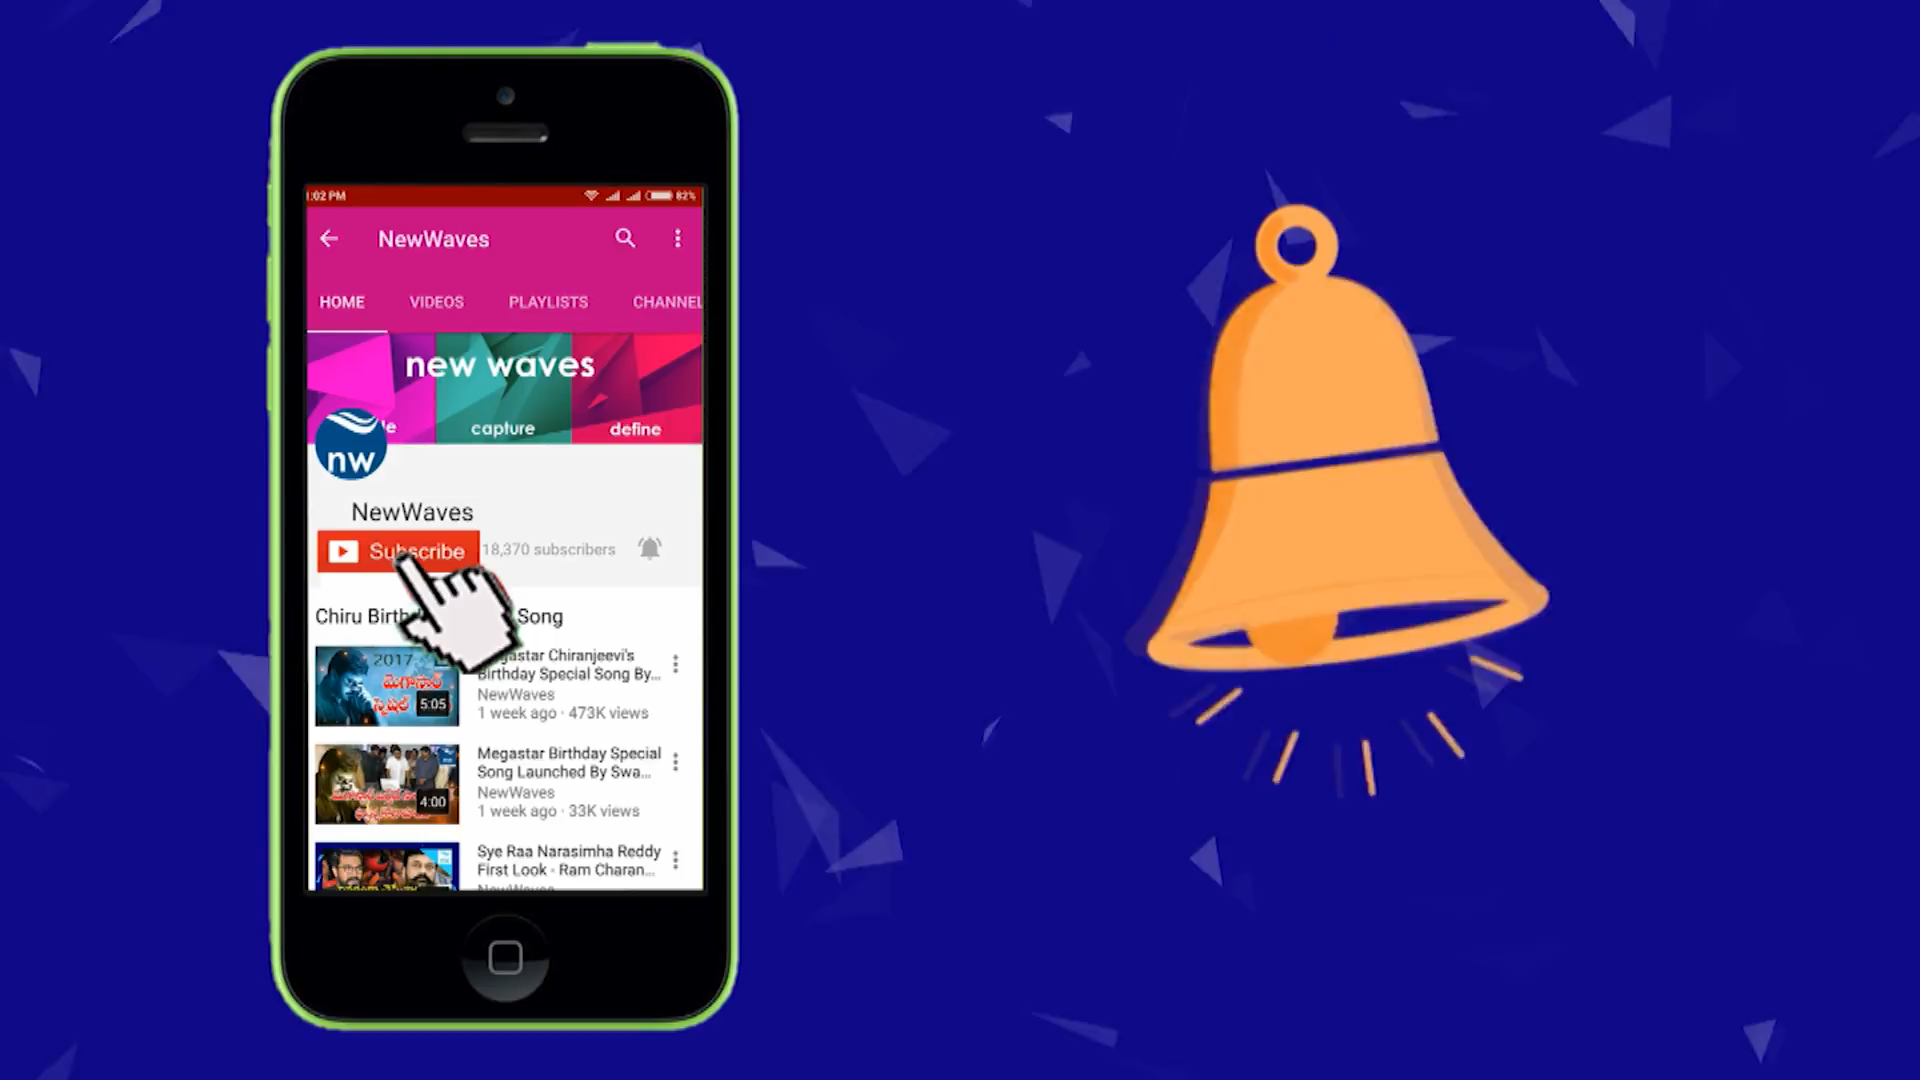 1:02 PM
82%
NewWaves
HOME VIDEOS PLAYLISTS CHANNEL
new waves
capture define
nw
NewWaves
Subscribe 18,370 subscribers
Chiru Song
2017
మెగాస్టార్
స్పెషల్
5:05
Chiranjeevi's
Birthday Special Song By...
NewWaves
1 week ago · 473K views
4:00
Megastar Birthday Special
Song Launched By Swa...
NewWaves
1 week ago · 33K views
Sye Raa Narasimha Reddy
First Look - Ram Charan...
NewWaves